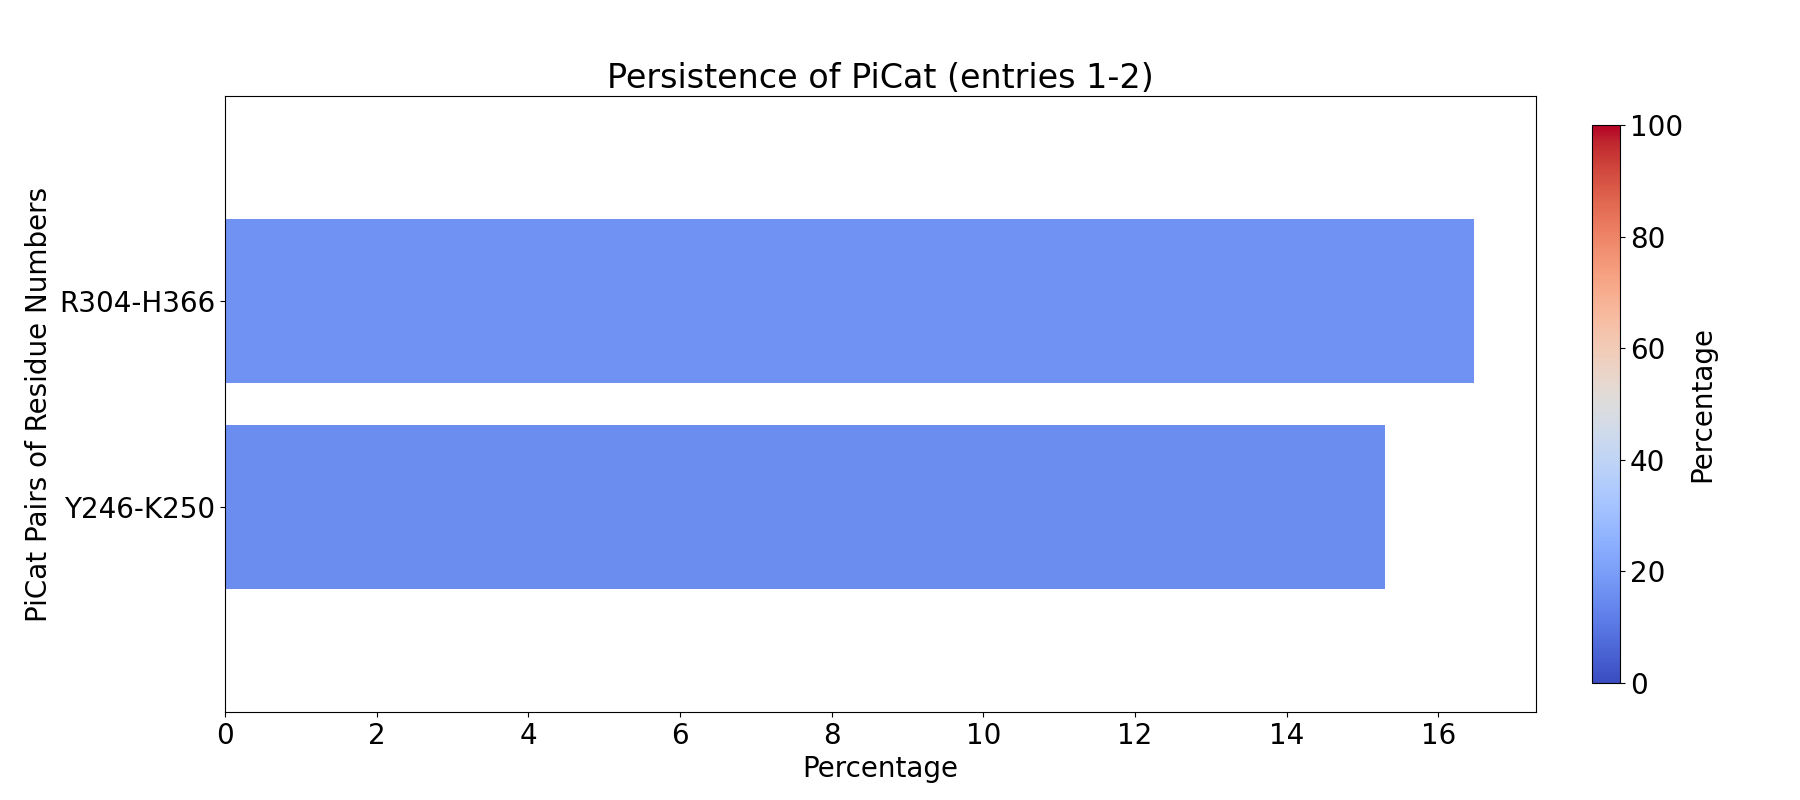 Persistence of PiCat (entries 1-2)
PiCat Pairs of Residue Numbers
R304-H366
Y246-K250
0 2 4 6 8 10 12 14 16
Percentage
100
80
60
40
20
0
Percentage